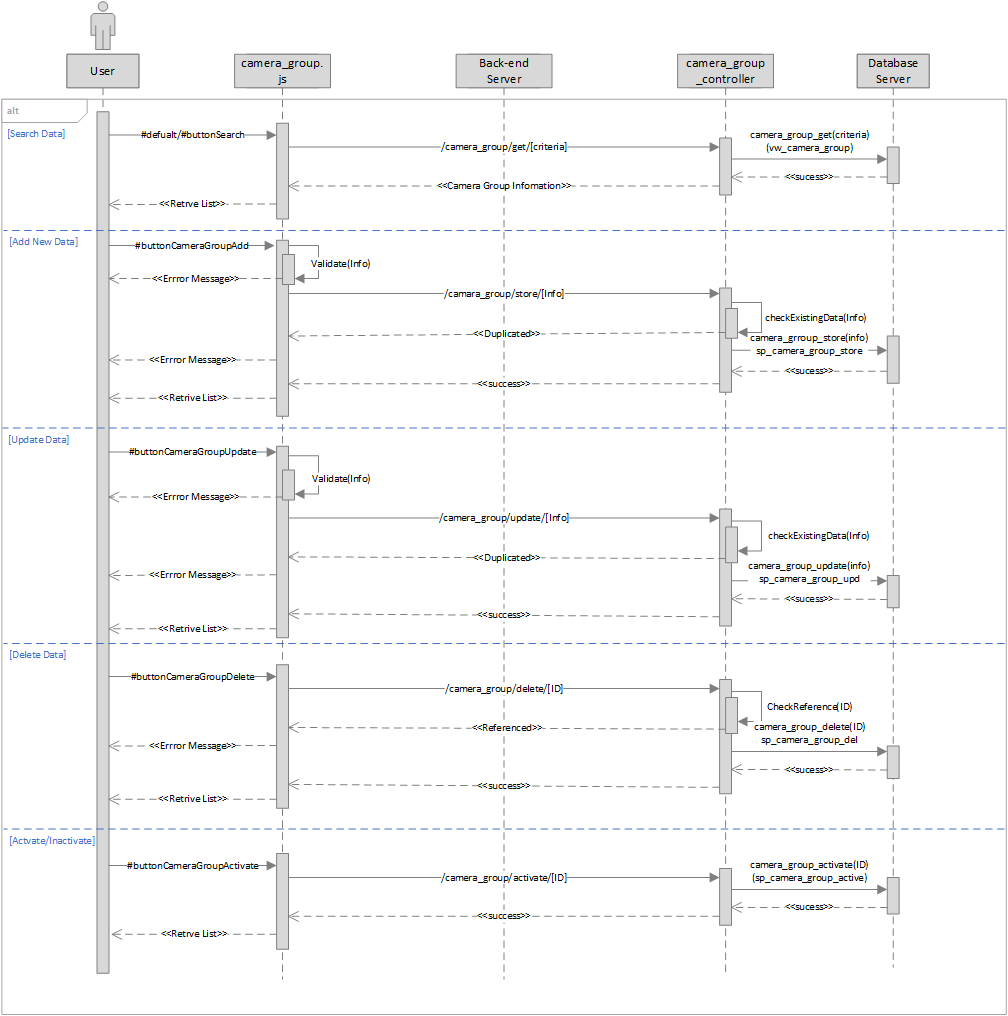 User
camera_group.
js
Back-end
Server
camera_group
_controller
Database
Server
alt
[Search Data]
#defualt/#buttonSearch
/camera_group/get/[criteria]
camera_group_get(criteria)
(vw_camera_group)
<<sucess>>
<<Camera Group Infomation>>
<<Retrve List>>
[Add New Data]
#buttonCameraGroupAdd
Validate(Info)
<<Errror Message>>
/camara_group/store/[Info]
checkExistingData(Info)
<<Duplicated>>
camera_grroup_store(info)
sp_camera_group_store
<<Errror Message>>
<<sucess>>
<<success>>
<<Retrive List>>
[Update Data]
#buttonCameraGroupUpdate
Validate(Info)
<<Errror Message>>
/camera_group/update/[Info]
checkExistingData(Info)
<<Duplicated>>
camera_group_update(info)
sp_camera_group_upd
<<Errror Message>>
<<sucess>>
<<success>>
<<Retrive List>>
[Delete Data]
#buttonCameraGroupDelete
/camera_group/delete/[ID]
CheckReference(ID)
<<Referenced>>
camera_group_delete(ID)
sp_camera_group_del
<<Errror Message>>
<<sucess>>
<<success>>
<<Retrive List>>
[Actvate/Inactivate]
#buttonCameraGroupActivate
camera_group_activate(ID)
/camera_group/activate/[ID]
(sp_camera_group_active)
<<sucess>>
<<success>>
<<Retrve List>>